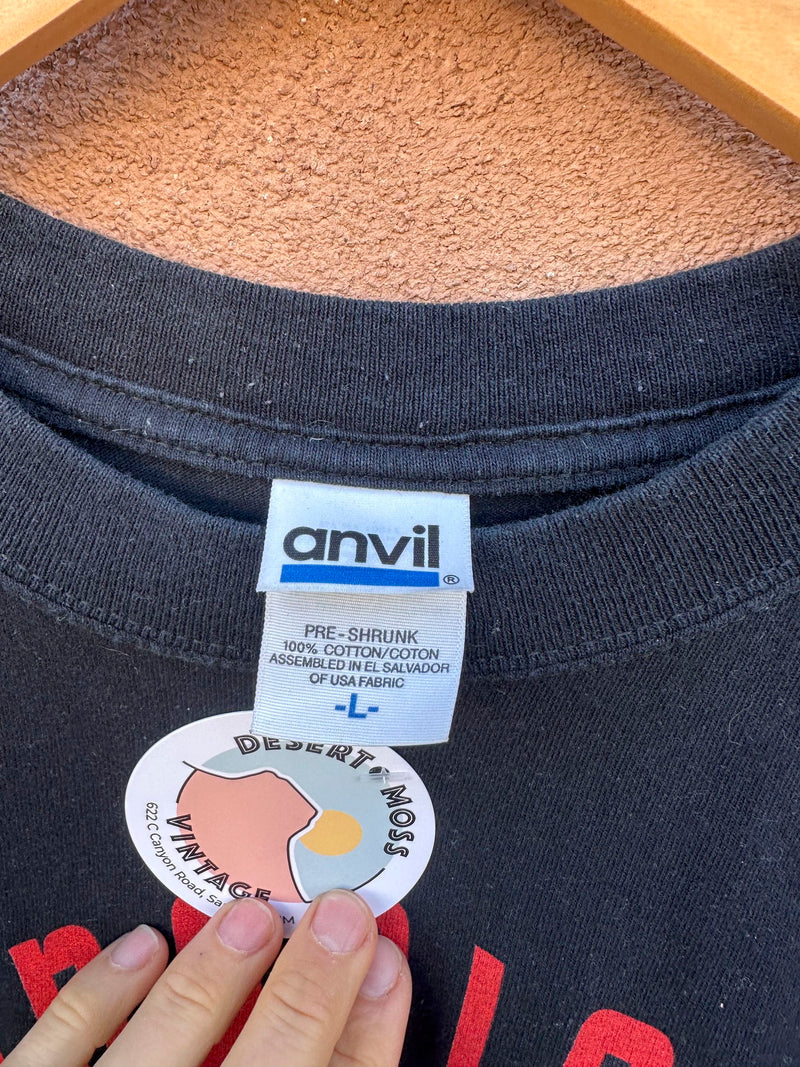 anvil
®
PRE-SHRUNK
100% COTTON/COTON
ASSEMBLED IN EL SALVADOR
OF USA FABRIC
-L-
DESERT MOSS
VINTAGE
622 C Canyon Road,